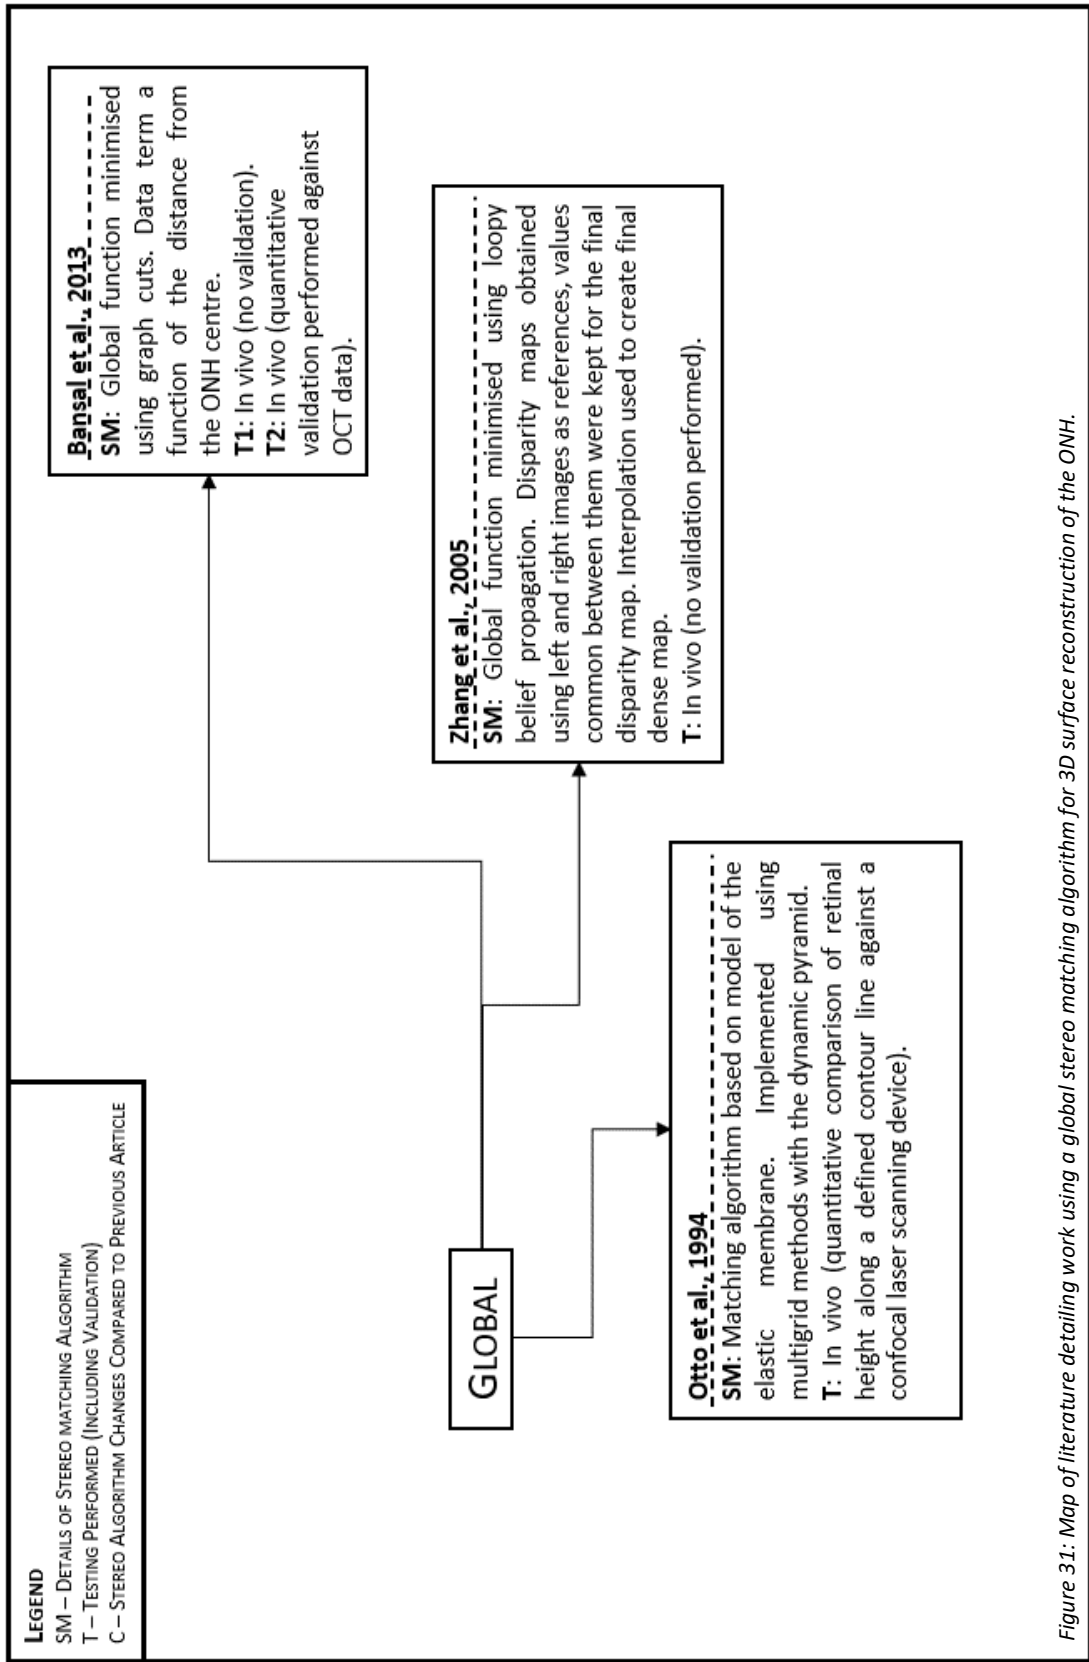 LEGEND
SM – DETAILS OF STEREO MATCHING ALGORITHM
T – TESTING PERFORMED (INCLUDING VALIDATION)
C – STEREO ALGORITHM CHANGES COMPARED TO PREVIOUS ARTICLE
GLOBAL
Otto et al., 1994
SM: Matching algorithm based on model of the
elastic membrane. Implemented using
multigrid methods with the dynamic pyramid.
T: In vivo (quantitative comparison of retinal
height along a defined contour line against a
confocal laser scanning device).
Zhang et al., 2005
SM: Global function minimised using loopy
belief propagation. Disparity maps obtained
using left and right images as references, values
common between them were kept for the final
disparity map. Interpolation used to create final
dense map.
T: In vivo (no validation performed).
Bansal et al., 2013
SM: Global function minimised
using graph cuts. Data term a
function of the distance from
the ONH centre.
T1: In vivo (no validation).
T2: In vivo (quantitative
validation performed against
OCT data).
Figure 31: Map of literature detailing work using a global stereo matching algorithm for 3D surface reconstruction of the ONH.